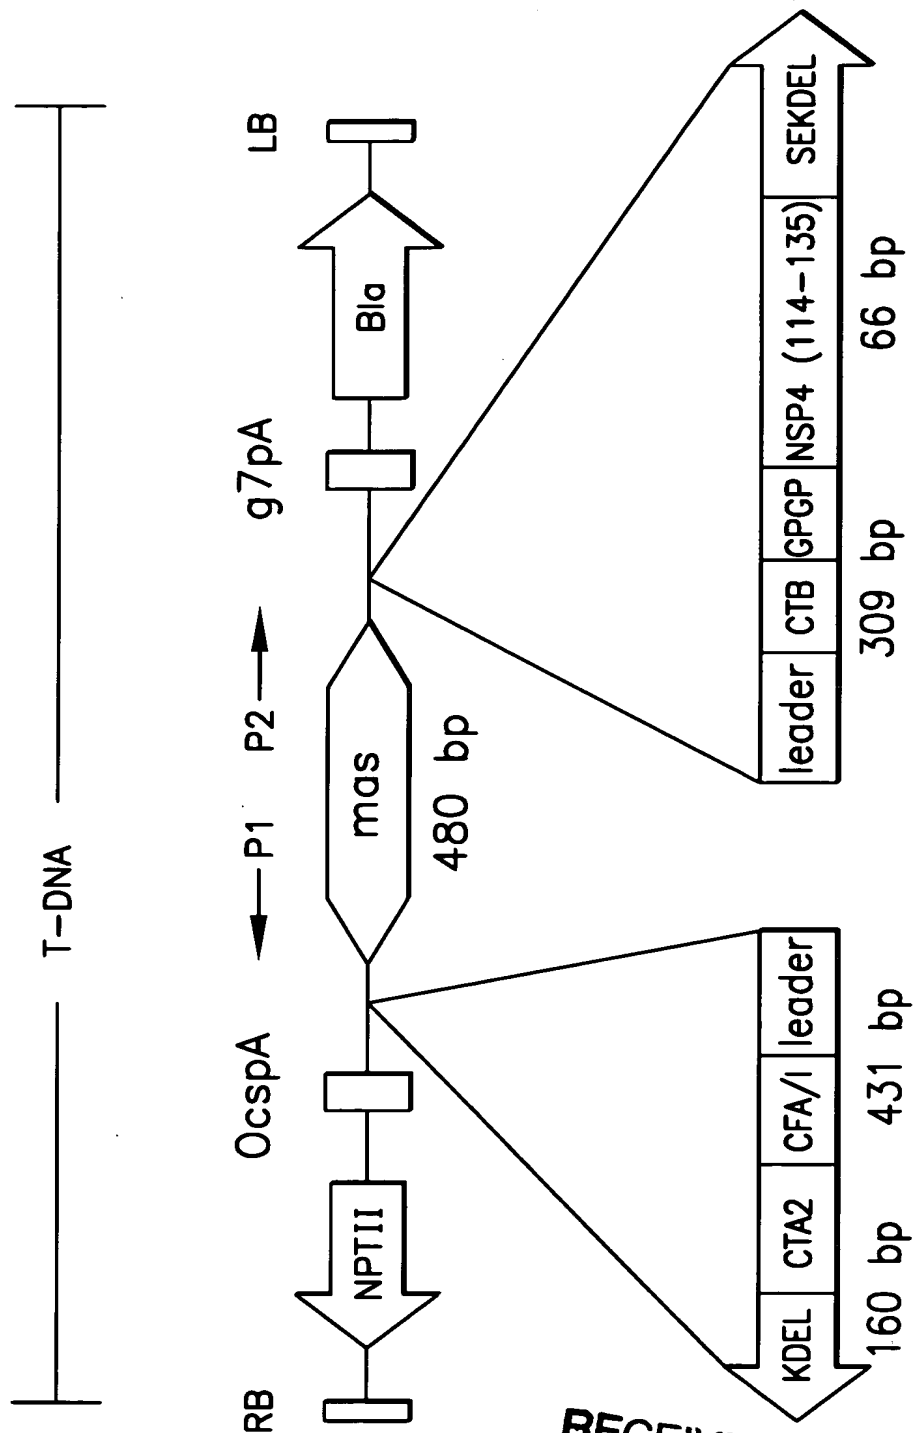 T-DNA
RB
NPTII
OcspA
P1 P2
mas
480 bp
g7pA
Bla
LB
KDEL CTA2 CFA/I leader
160 bp 431 bp
leader CTB GPGP NSP4 (114-135) SEKDEL
309 bp 66 bp